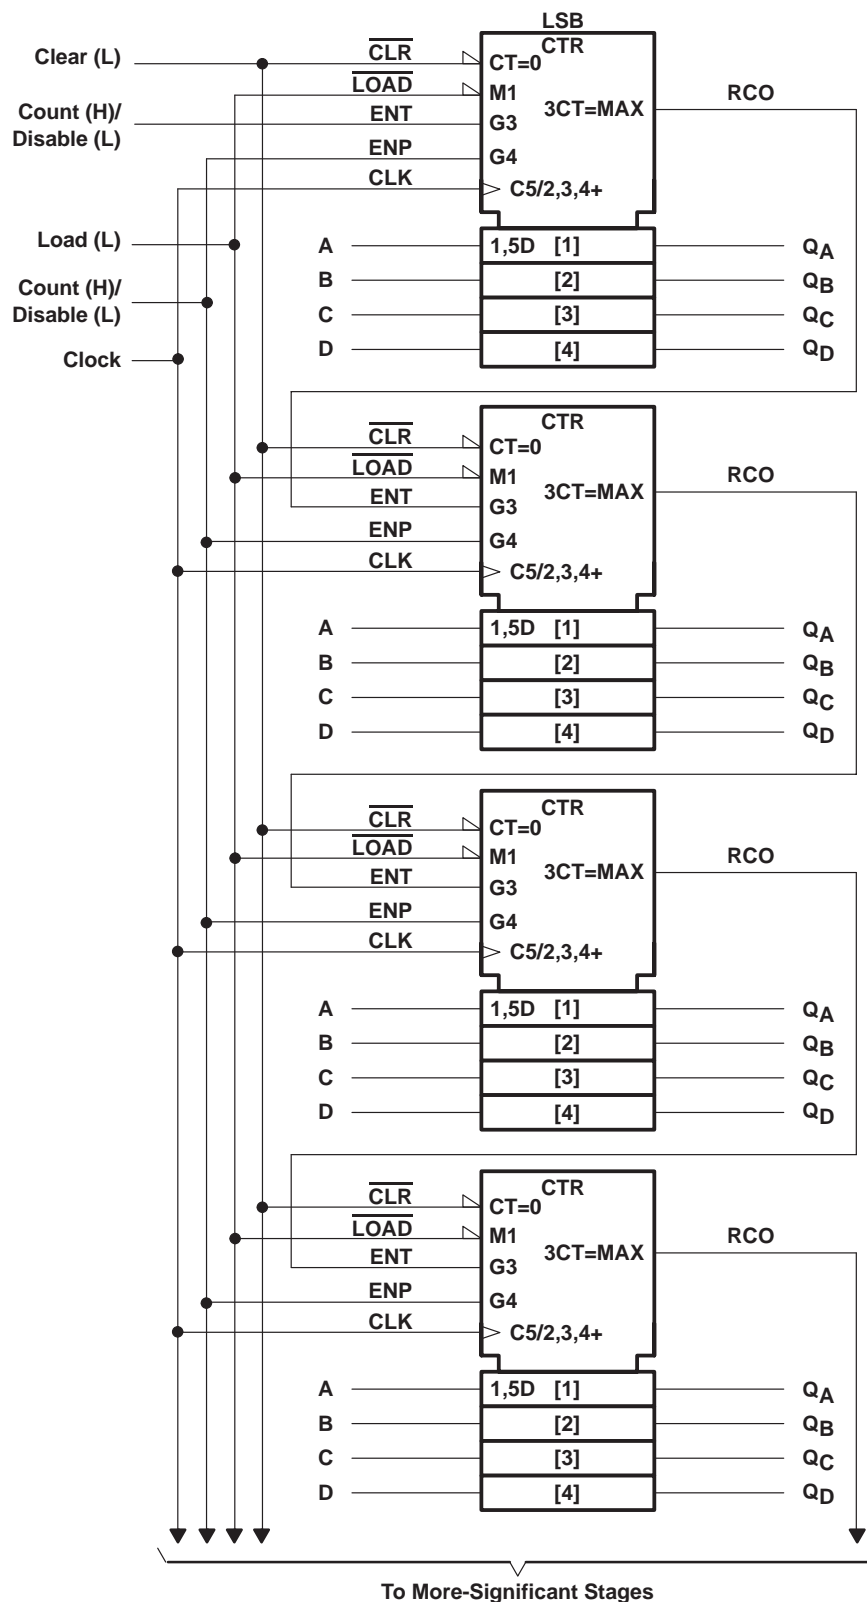 LSB
Clear (L)
CLR
CTR
CT=0
LOAD
M1
3CT=MAX
RCO
Count (H)/
Disable (L)
ENT
G3
ENP
G4
CLK
C5/2,3,4+
Load (L)
A
1,5D [1]
QA
Count (H)/
Disable (L)
B
[2]
QB
C
[3]
QC
Clock
D
[4]
QD
CTR
CLR
CT=0
LOAD
M1
3CT=MAX
RCO
ENT
G3
ENP
G4
CLK
C5/2,3,4+
A
1,5D [1]
QA
B
[2]
QB
C
[3]
QC
D
[4]
QD
CTR
CLR
CT=0
LOAD
M1
3CT=MAX
RCO
ENT
G3
ENP
G4
CLK
C5/2,3,4+
A
1,5D [1]
QA
B
[2]
QB
C
[3]
QC
D
[4]
QD
CTR
CLR
CT=0
LOAD
M1
3CT=MAX
RCO
ENT
G3
ENP
G4
CLK
C5/2,3,4+
A
1,5D [1]
QA
B
[2]
QB
C
[3]
QC
D
[4]
QD
To More-Significant Stages